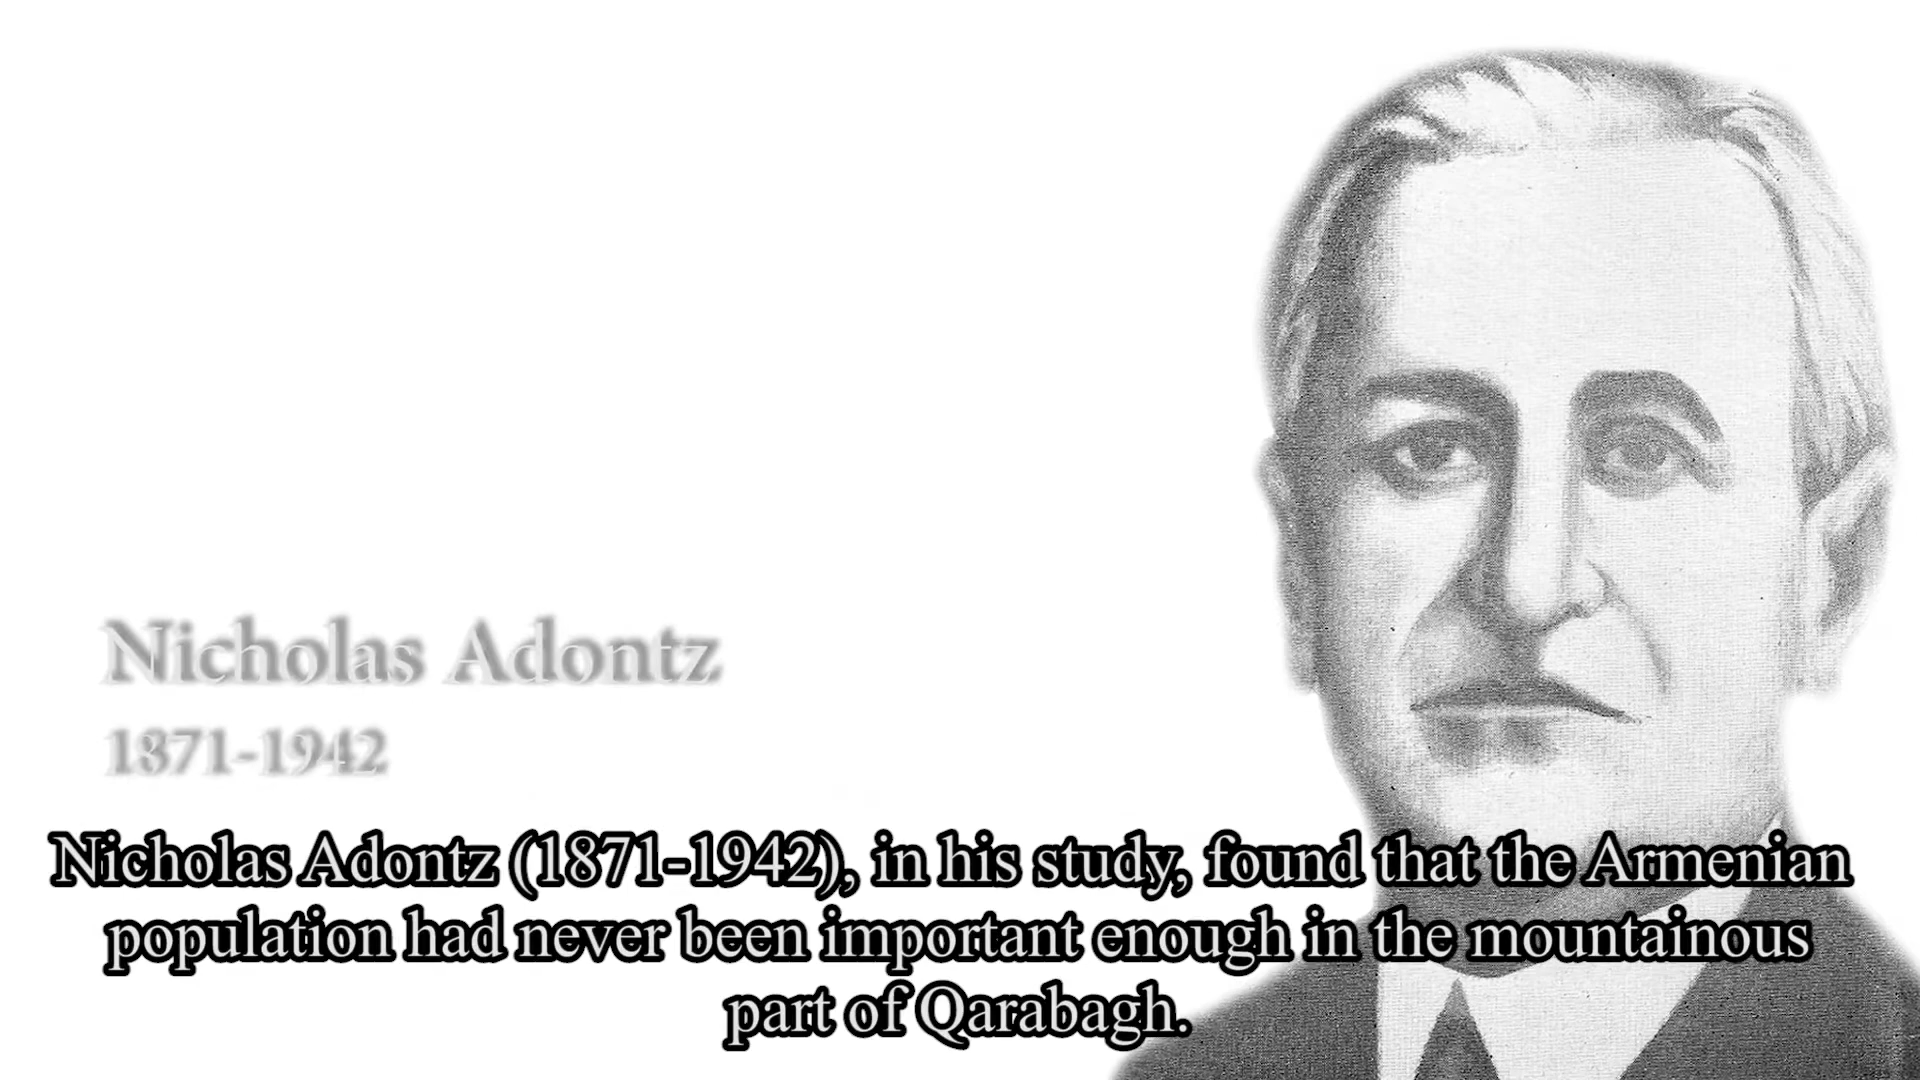 Nicholas Adontz
1871-1942
Nicholas Adontz (1871-1942), in his study, found that the Armenian
population had never been important enough in the mountainous
part of Qarabagh.